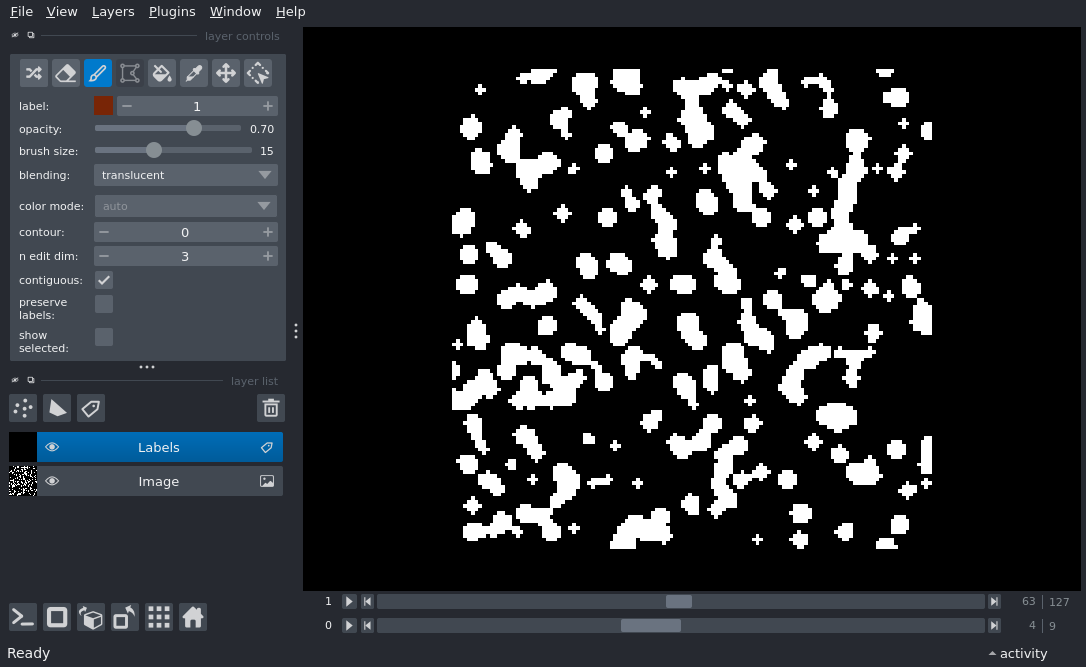 File View Layers Plugins Window Help
layer controls
label: 1
opacity: 0.70
brush size: 15
blending: translucent
color mode: auto
contour: 0
n edit dim: 3
contiguous:
preserve
labels:
show
selected:
layer list
Labels
Image
1 63 127
0 4 9
Ready activity